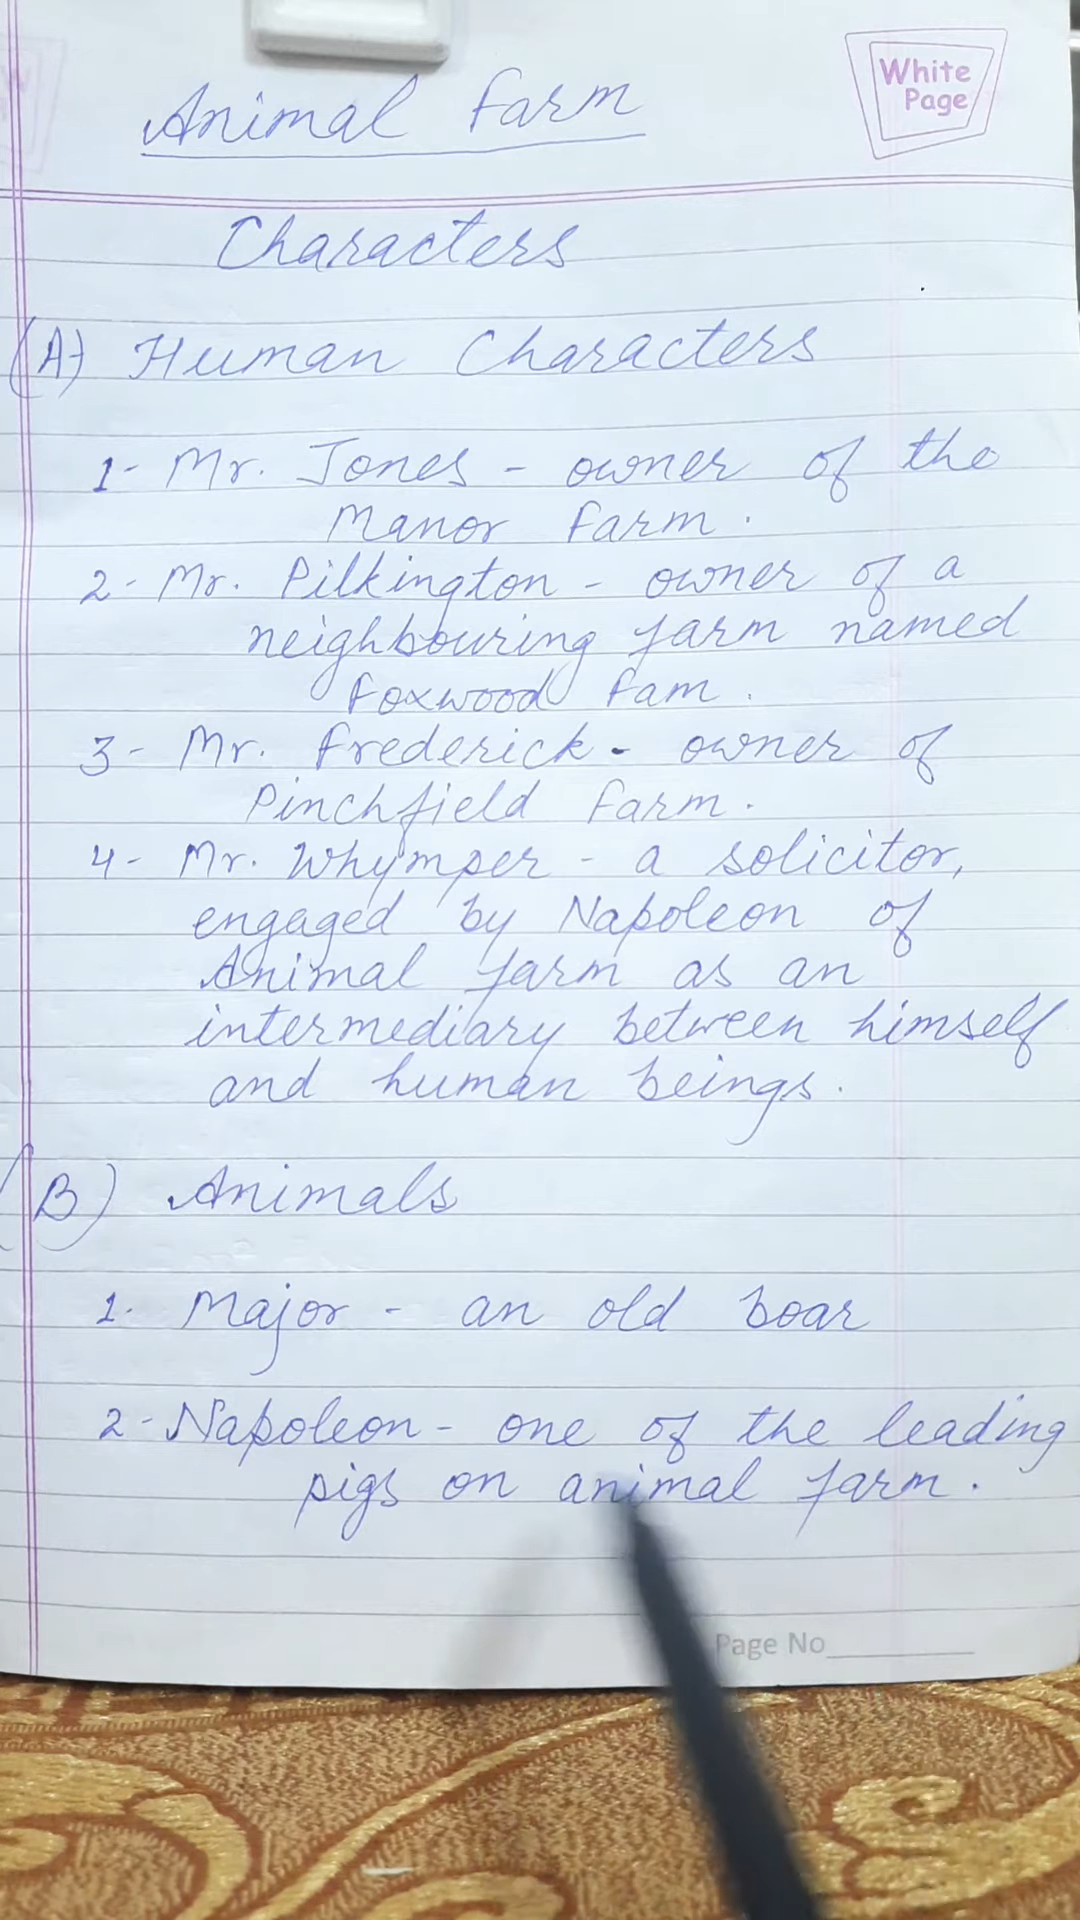 White
Page
Animal Farm
Characters
(A) Human Characters
1- Mr. Jones - owner of the
Manor Farm.
2- Mr. Pilkington - owner of a
neighbouring farm named
Foxwood Fam.
3- Mr. Frederick - owner of
Pinchfield Farm.
4- Mr. Whymper - a solicitor,
engaged by Napoleon of
Animal farm as an
intermediary between himself
and human beings.
(B) Animals
1. Major - an old boar
2- Napoleon - one of the leading
pigs on animal farm.
Page No